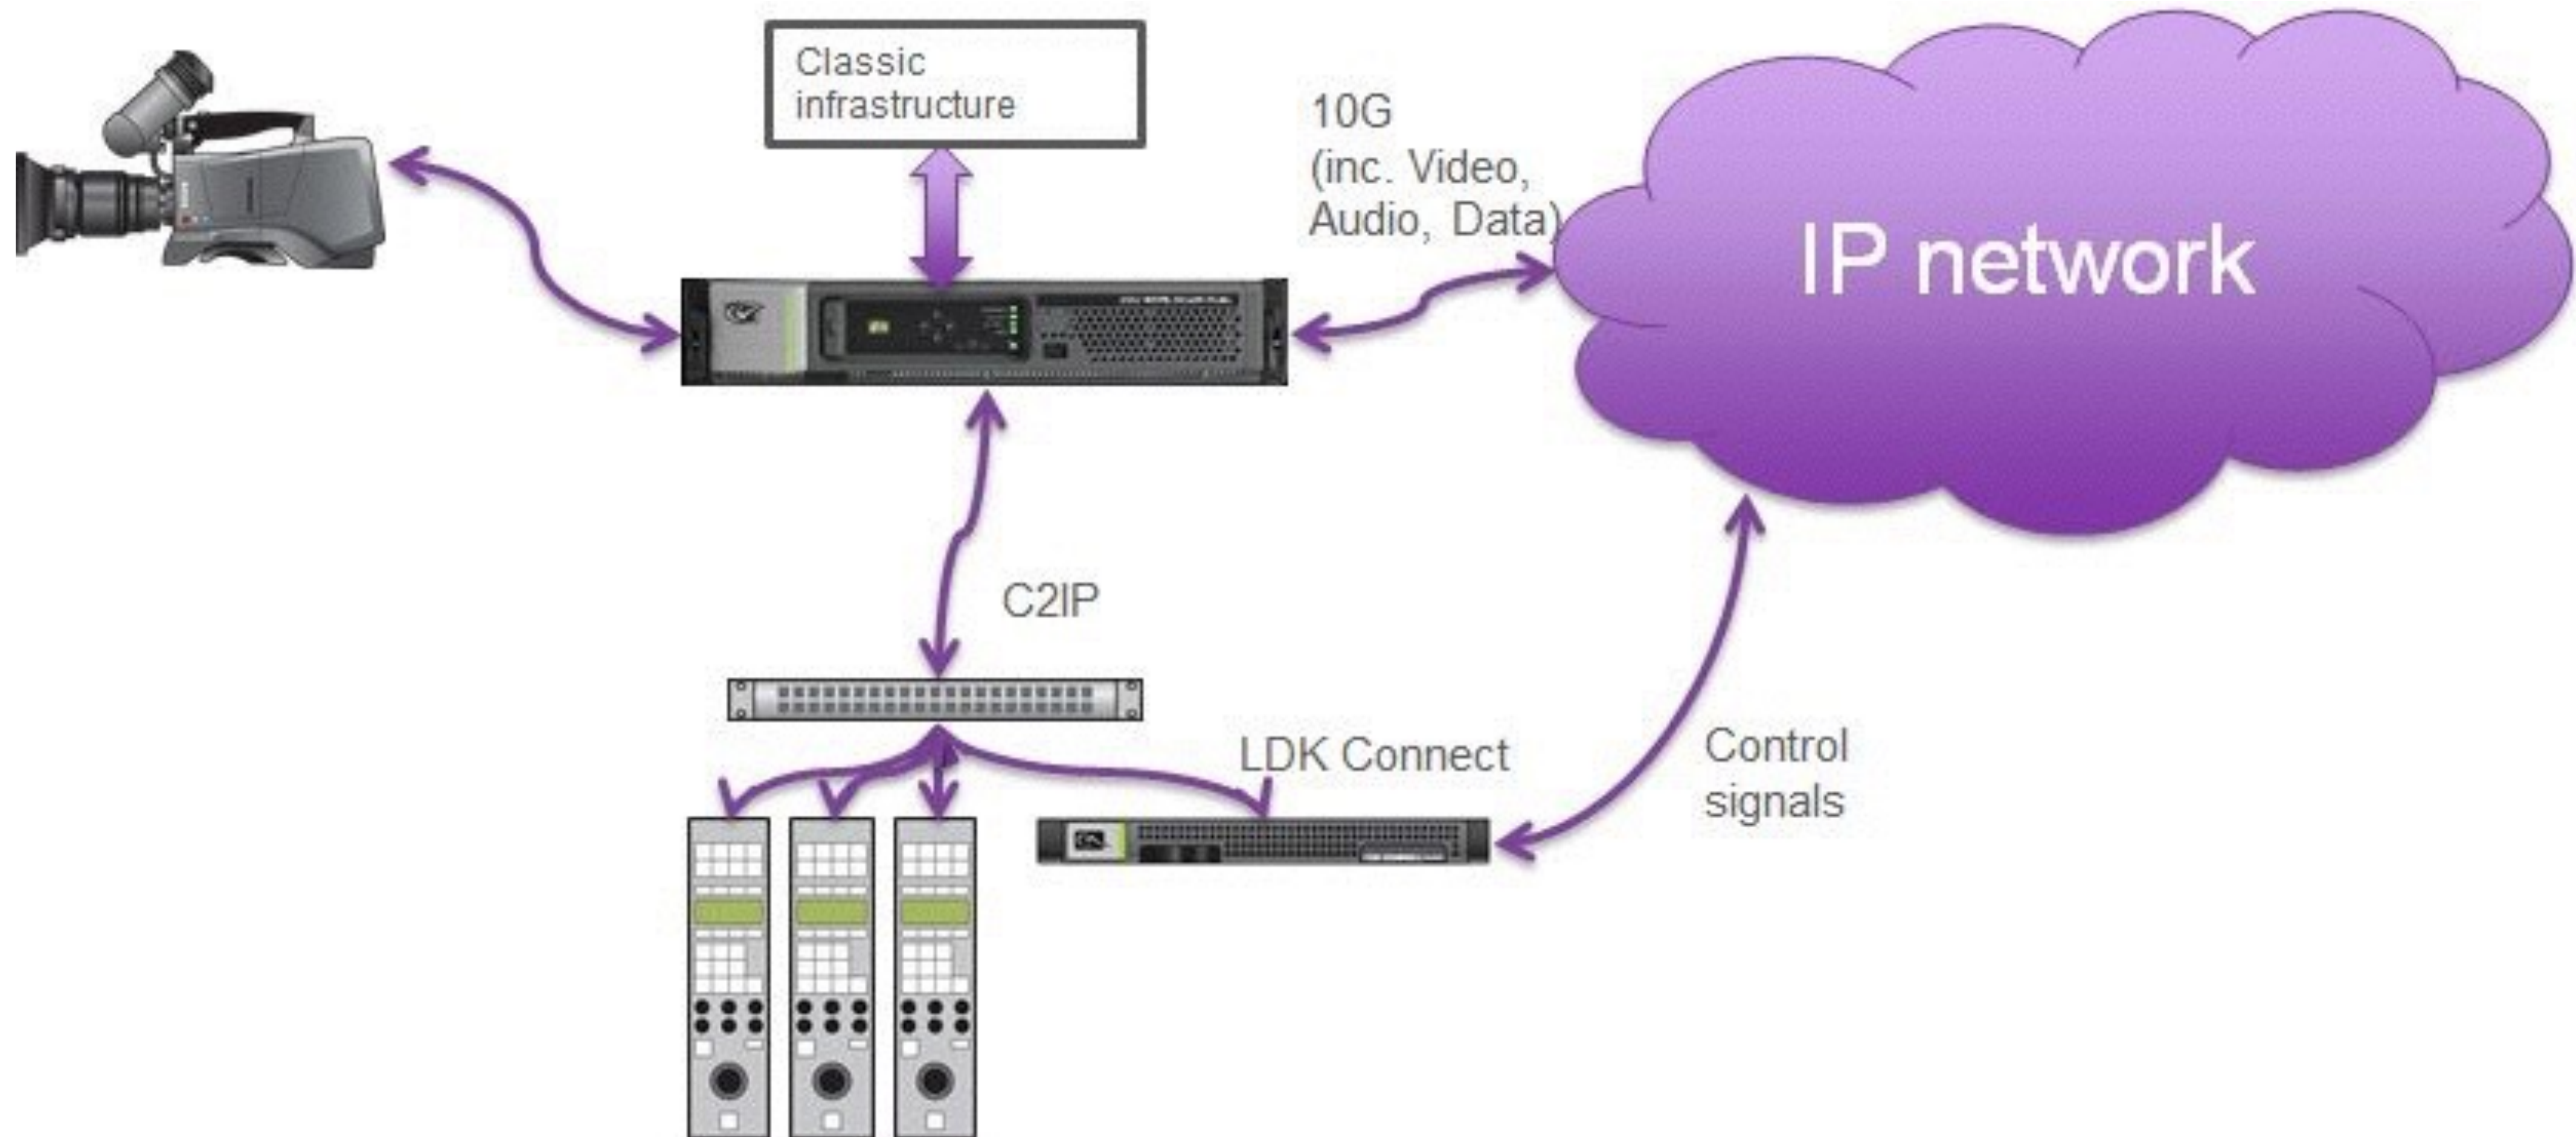 Classic
infrastructure
10G
(inc. Video,
Audio, Data)
IP network
C2IP
LDK Connect
Control
signals